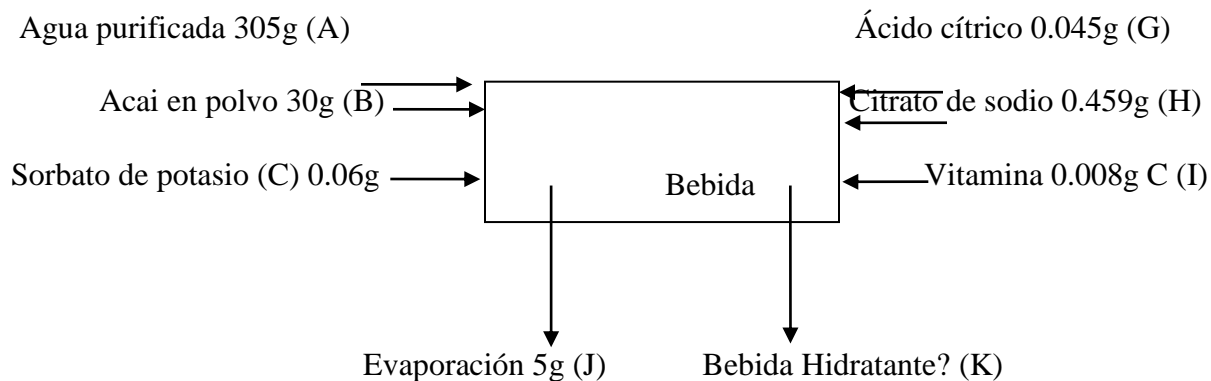 Agua purificada 305g (A)
Ácido cítrico 0.045g (G)
Acai en polvo 30g (B)
Citrato de sodio 0.459g (H)
Sorbato de potasio (C) 0.06g
Bebida
Vitamina 0.008g C (I)
Evaporación 5g (J)
Bebida Hidratante? (K)